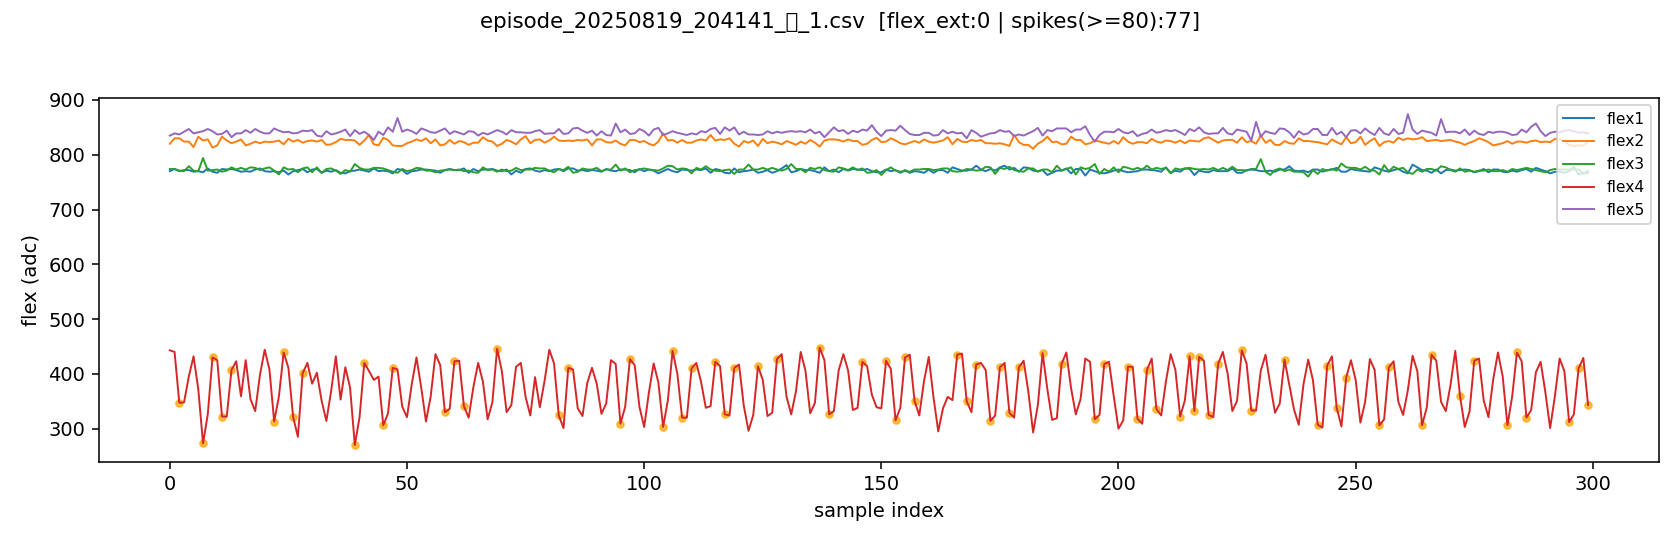 episode_20250819_204141_▯_1.csv [flex_ext:0 | spikes(>=80):77]
900
800
700
600
500
400
300
flex (adc)
flex1
flex2
flex3
flex4
flex5
0
50
100
150
200
250
300
sample index